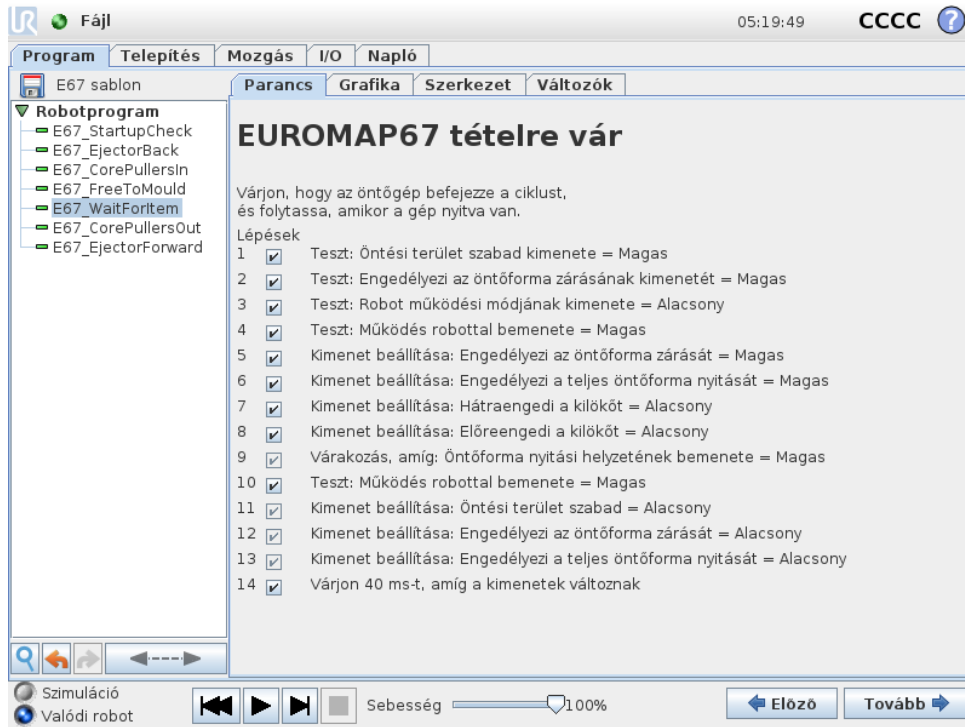 UR Fájl 05:19:49 CCCC ?
Program Telepítés Mozgás I/O Napló
E67 sablon
Parancs Grafika Szerkezet Változók
Robotprogram
E67_StartupCheck
E67_EjectorBack
E67_CorePullersIn
E67_FreeToMould
E67_WaitForItem
E67_CorePullersOut
E67_EjectorForward
EUROMAP67 tételre vár
Várjon, hogy az öntőgép befejezze a ciklust,
és folytassa, amikor a gép nyitva van.
Lépések
1 Teszt: Öntési terület szabad kimenete = Magas
2 Teszt: Engedélyezi az öntőforma zárásának kimenetét = Magas
3 Teszt: Robot működési módjának kimenete = Alacsony
4 Teszt: Működés robottal bemenete = Magas
5 Kimenet beállítása: Engedélyezi az öntőforma zárását = Magas
6 Kimenet beállítása: Engedélyezi a teljes öntőforma nyitását = Magas
7 Kimenet beállítása: Hátraengedi a kilökőt = Alacsony
8 Kimenet beállítása: Előreengedi a kilökőt = Alacsony
9 Várakozás, amíg: Öntőforma nyitási helyzetének bemenete = Magas
10 Teszt: Működés robottal bemenete = Magas
11 Kimenet beállítása: Öntési terület szabad = Alacsony
12 Kimenet beállítása: Engedélyezi az öntőforma zárását = Alacsony
13 Kimenet beállítása: Engedélyezi a teljes öntőforma nyitását = Alacsony
14 Várjon 40 ms-t, amíg a kimenetek változnak
Szimuláció
Valódi robot
Sebesség 100%
Előző Tovább